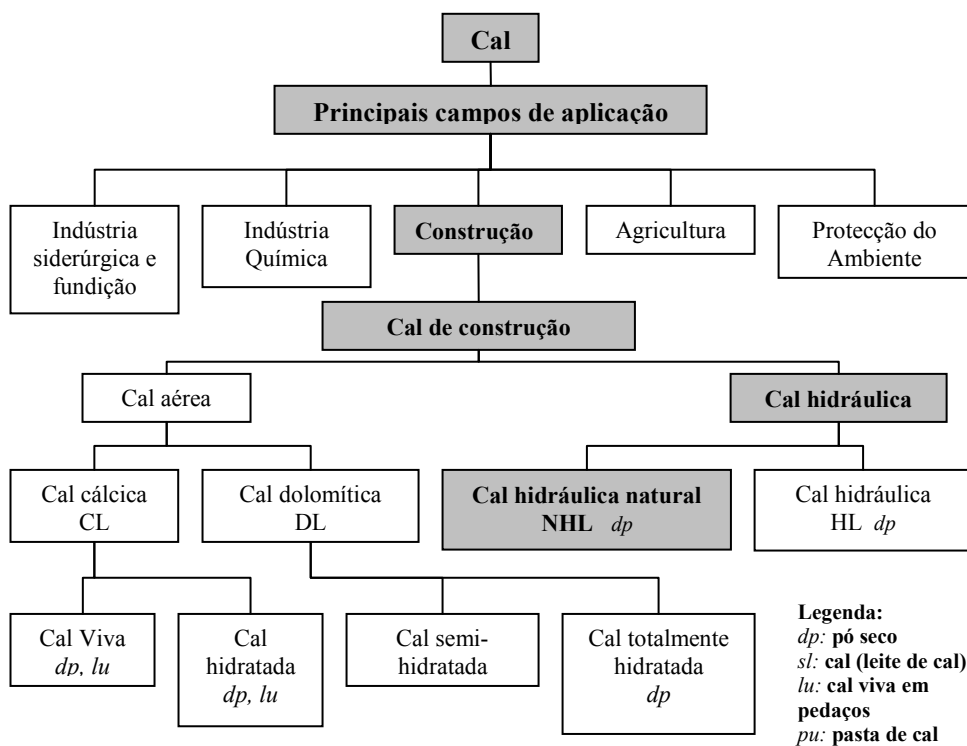 Cal
Principais campos de aplicação
Indústria
siderúrgica e
fundição
Indústria
Química
Construção
Agricultura
Protecção do
Ambiente
Cal de construção
Cal aérea
Cal hidráulica
Cal cálcica
CL
Cal dolomítica
DL
Cal hidráulica natural
NHL dp
Cal hidráulica
HL dp
Cal Viva
dp, lu
Cal
hidratada
dp, lu
Cal semi-
hidratada
Cal totalmente
hidratada
dp
Legenda:
dp: pó seco
sl: cal (leite de cal)
lu: cal viva em
pedaços
pu: pasta de cal